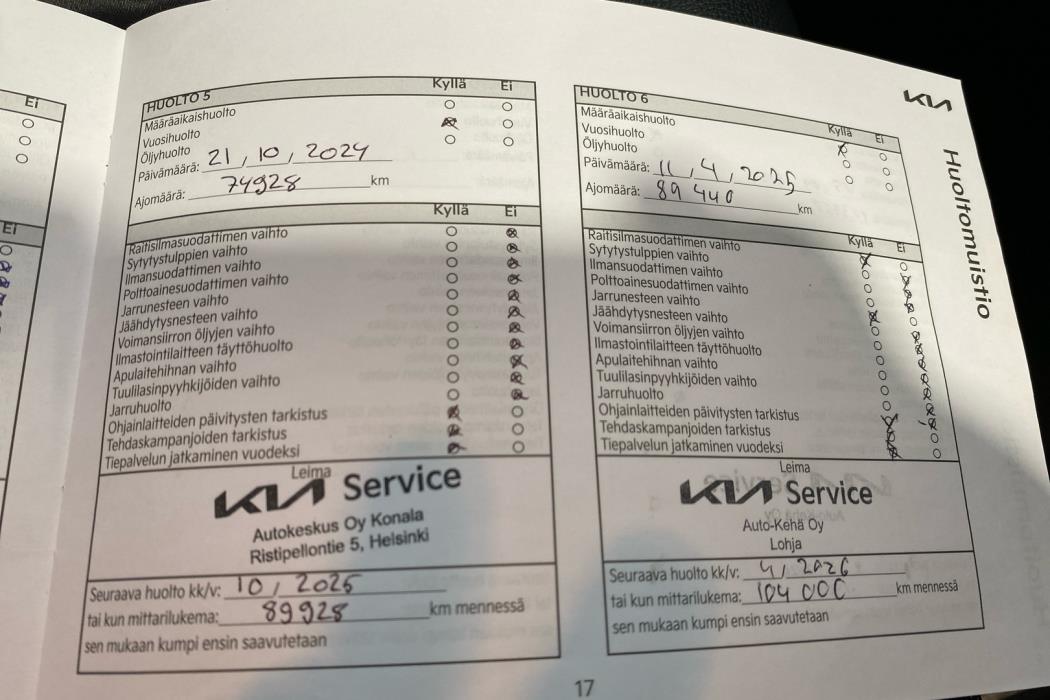 Ei
Ei
KIA
Huoltomuistio
HUOLTO 5
Kyllä Ei
Määräaikaishuolto
Vuosihuolto
Öljyhuolto
Päivämäärä: 21, 10, 2024
Ajomäärä: 74928 km
Kyllä Ei
Raitisilmasuodattimen vaihto
Sytytystulppien vaihto
Ilmansuodattimen vaihto
Polttoainesuodattimen vaihto
Jarrunesteen vaihto
Jäähdytysnesteen vaihto
Voimansiirron öljyjen vaihto
Ilmastointilaitteen täyttöhuolto
Apulaitehihnan vaihto
Tuulilasinpyyhkijöiden vaihto
Jarruhuolto
Ohjainlaitteiden päivitysten tarkistus
Tehdaskampanjoiden tarkistus
Tiepalvelun jatkaminen vuodeksi
Leima
KIA Service
Autokeskus Oy Konala
Ristipellontie 5, Helsinki
Seuraava huolto kk/v: 10, 2025
tai kun mittarilukema: 89928 km mennessä
sen mukaan kumpi ensin saavutetaan
HUOLTO 6
Kyllä Ei
Määräaikaishuolto
Vuosihuolto
Öljyhuolto
Päivämäärä: 11, 4, 2025
Ajomäärä: 89 440 km
Kyllä Ei
Raitisilmasuodattimen vaihto
Sytytystulppien vaihto
Ilmansuodattimen vaihto
Polttoainesuodattimen vaihto
Jarrunesteen vaihto
Jäähdytysnesteen vaihto
Voimansiirron öljyjen vaihto
Ilmastointilaitteen täyttöhuolto
Apulaitehihnan vaihto
Tuulilasinpyyhkijöiden vaihto
Jarruhuolto
Ohjainlaitteiden päivitysten tarkistus
Tehdaskampanjoiden tarkistus
Tiepalvelun jatkaminen vuodeksi
Leima
KIA Service
Auto-Kehä Oy
Lohja
Seuraava huolto kk/v: 4, 2026
tai kun mittarilukema: 104 000 km mennessä
sen mukaan kumpi ensin saavutetaan
17